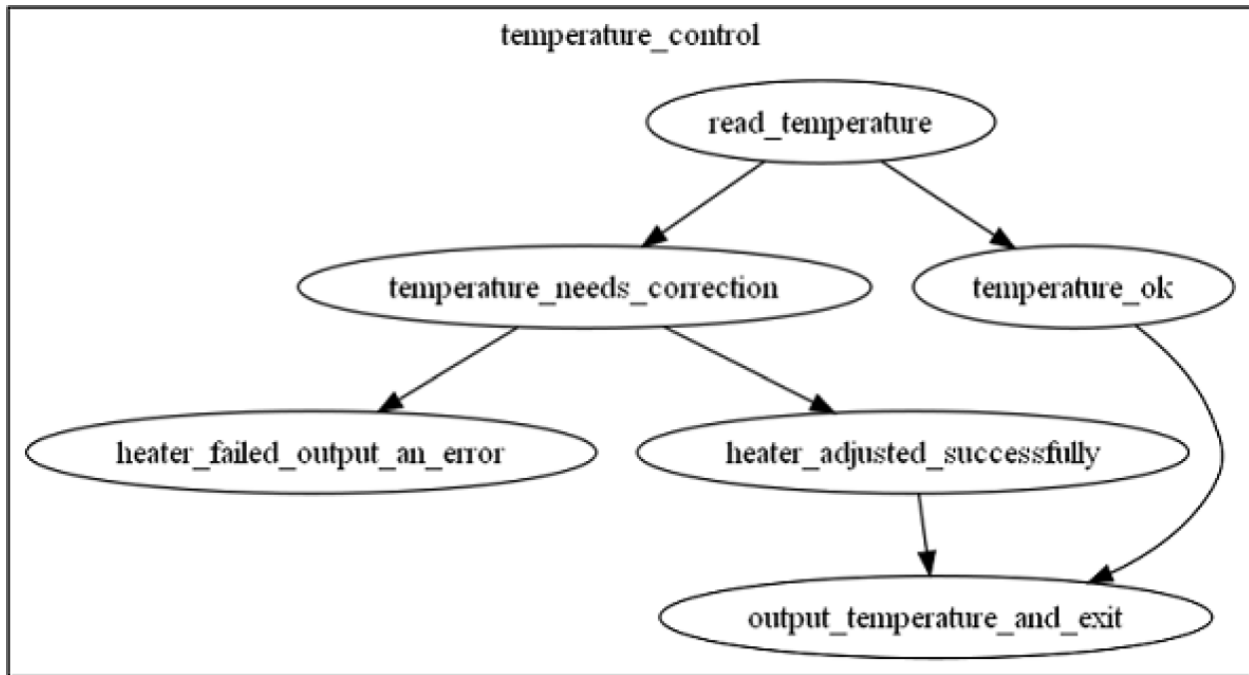 temperature_control
read_temperature
temperature_needs_correction
temperature_ok
heater_failed_output_an_error
heater_adjusted_successfully
output_temperature_and_exit